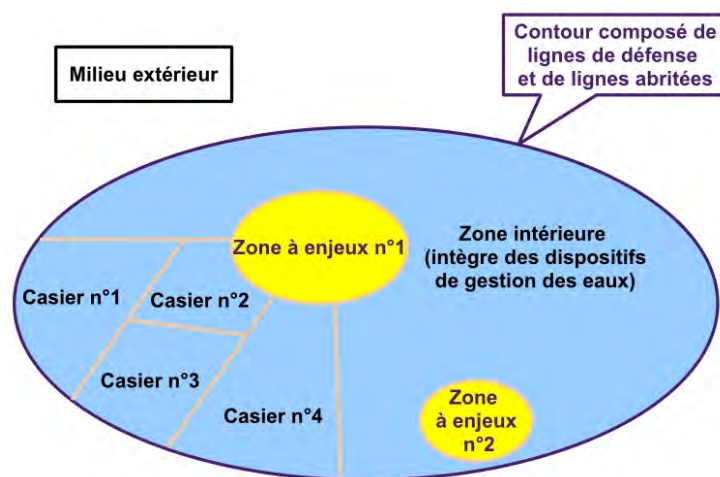 Contour composé de
lignes de défense
et de lignes abritées
Milieu extérieur
Zone à enjeux n°1
Zone intérieure
(intègre des dispositifs
de gestion des eaux)
Casier n°1
Casier n°2
Casier n°3
Casier n°4
Zone
à enjeux
n°2